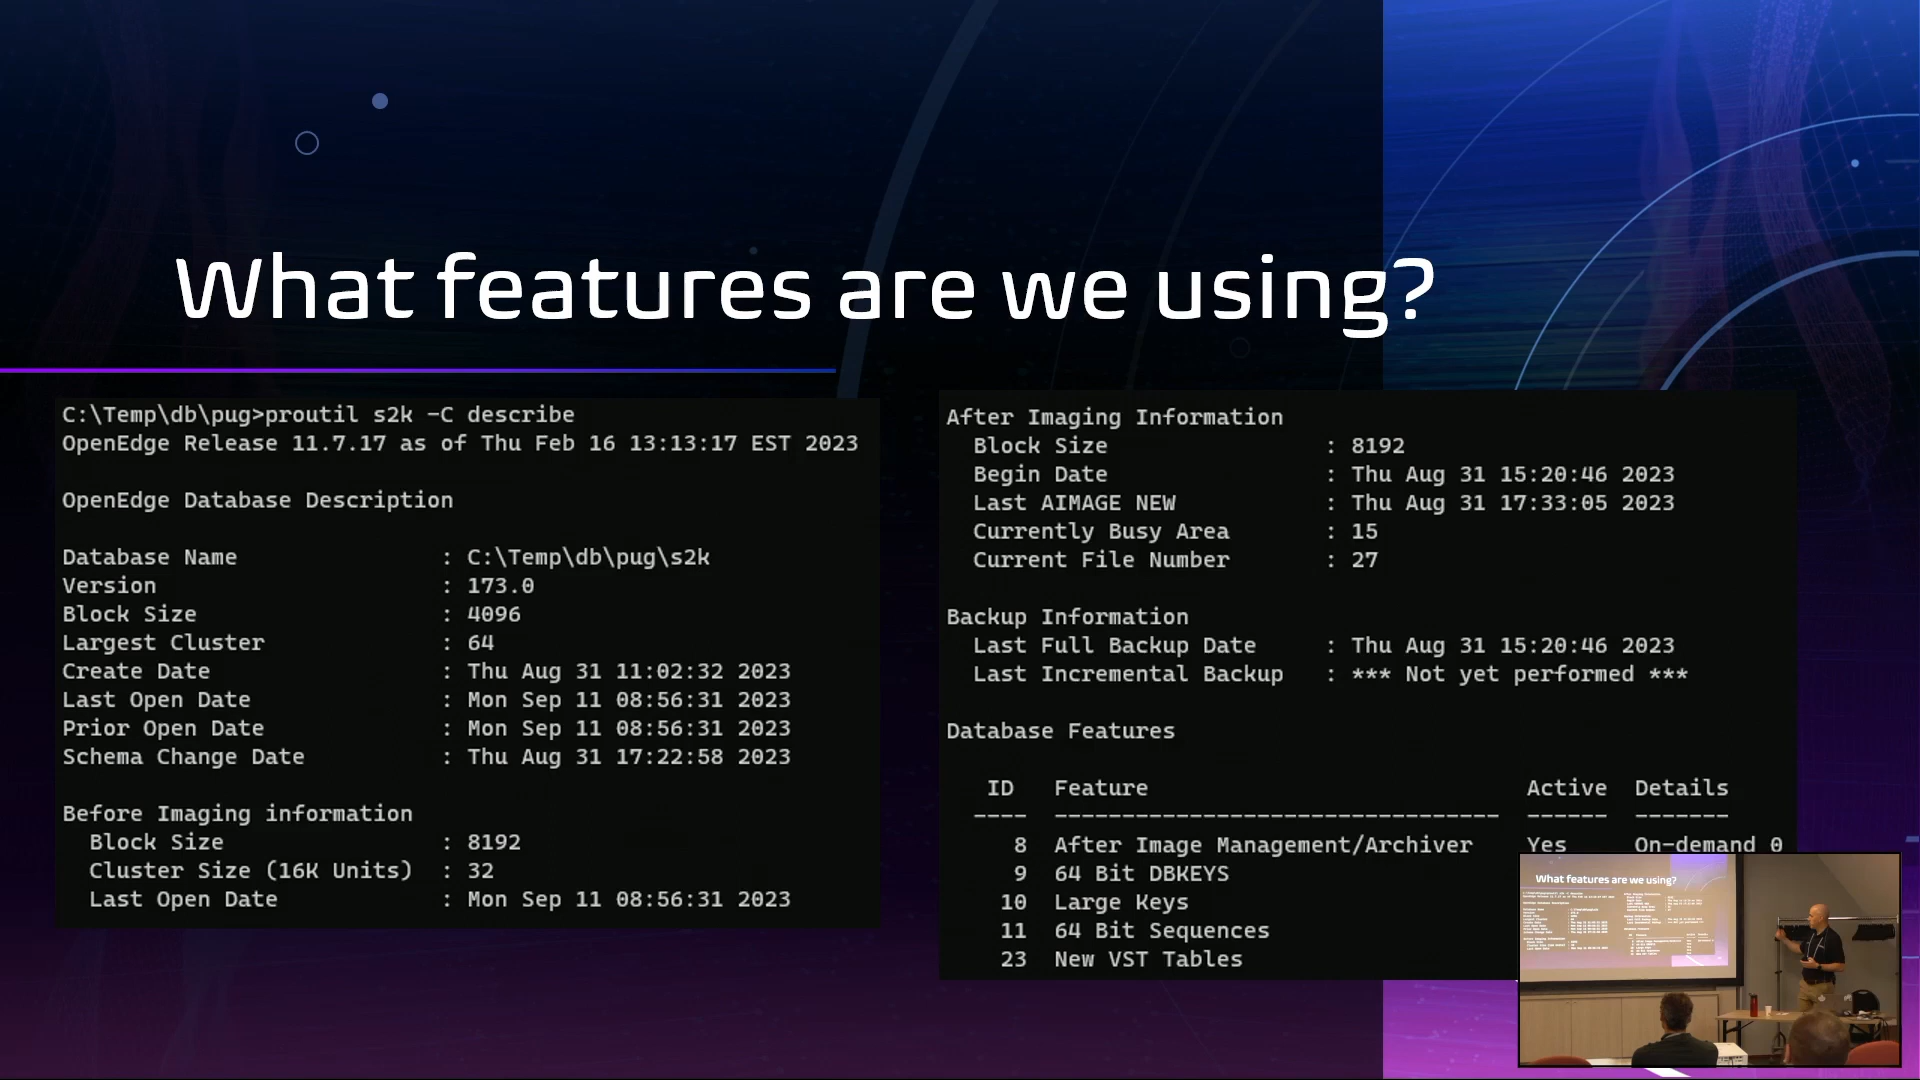 What features are we using?
C:\Temp\db\pug>proutil s2k -C describe
OpenEdge Release 11.7.17 as of Thu Feb 16 13:13:17 EST 2023
OpenEdge Database Description
Database Name : C:\Temp\db\pug\s2k
Version : 173.0
Block Size : 4096
Largest Cluster : 64
Create Date : Thu Aug 31 11:02:32 2023
Last Open Date : Mon Sep 11 08:56:31 2023
Prior Open Date : Mon Sep 11 08:56:31 2023
Schema Change Date : Thu Aug 31 17:22:58 2023
Before Imaging information
Block Size : 8192
Cluster Size (16K Units) : 32
Last Open Date : Mon Sep 11 08:56:31 2023
After Imaging Information
Block Size : 8192
Begin Date : Thu Aug 31 15:20:46 2023
Last AIMAGE NEW : Thu Aug 31 17:33:05 2023
Currently Busy Area : 15
Current File Number : 27
Backup Information
Last Full Backup Date : Thu Aug 31 15:20:46 2023
Last Incremental Backup : *** Not yet performed ***
Database Features
ID Feature Active Details
---- --------------------------------- ------ -------
8 After Image Management/Archiver Yes On-demand 0
9 64 Bit DBKEYS
10 Large Keys
11 64 Bit Sequences
23 New VST Tables
What features are we using?